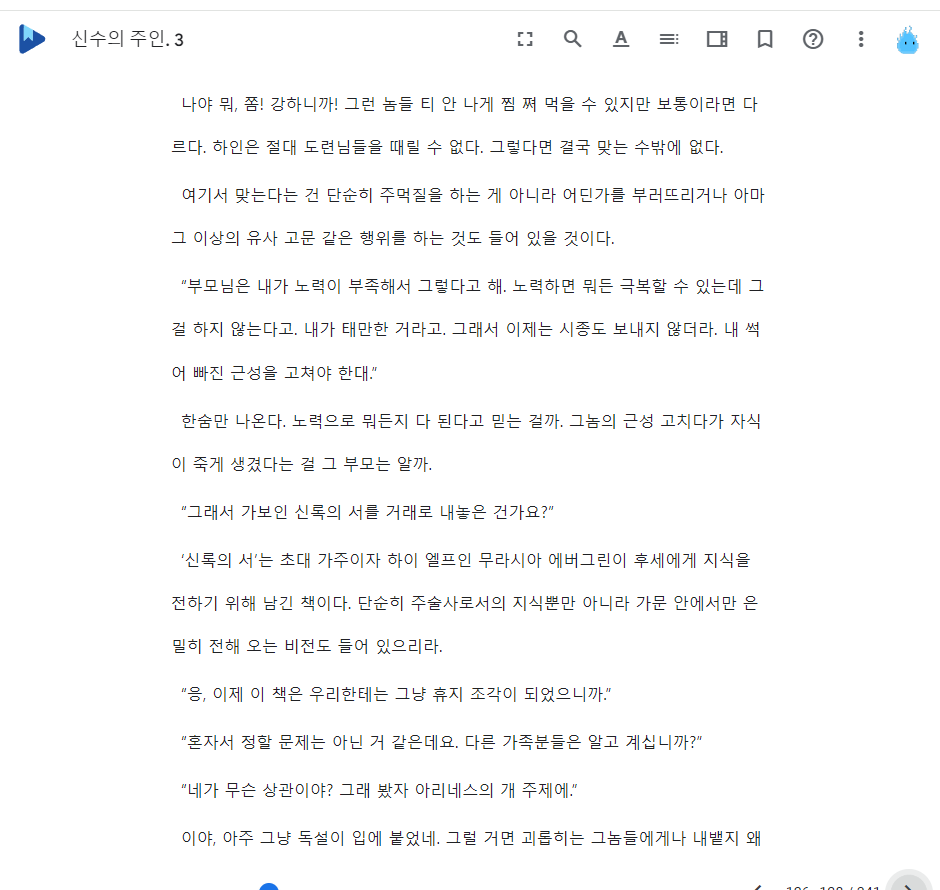 신수의 주인. 3
나야 뭐, 쫌! 강하니까! 그런 놈들 티 안 나게 찜 쪄 먹을 수 있지만 보통이라면 다
르다. 하인은 절대 도련님들을 때릴 수 없다. 그렇다면 결국 맞는 수밖에 없다.
여기서 맞는다는 건 단순히 주먹질을 하는 게 아니라 어딘가를 부러뜨리거나 아마
그 이상의 유사 고문 같은 행위를 하는 것도 들어 있을 것이다.
“부모님은 내가 노력이 부족해서 그렇다고 해. 노력하면 뭐든 극복할 수 있는데 그
걸 하지 않는다고. 내가 태만한 거라고. 그래서 이제는 시종도 보내지 않더라. 내 썩
어 빠진 근성을 고쳐야 한대.”
한숨만 나온다. 노력으로 뭐든지 다 된다고 믿는 걸까. 그놈의 근성 고치다가 자식
이 죽게 생겼다는 걸 그 부모는 알까.
“그래서 가보인 신록의 서를 거래로 내놓은 건가요?”
‘신록의 서’는 초대 가주이자 하이 엘프인 무라시아 에버그린이 후세에게 지식을
전하기 위해 남긴 책이다. 단순히 주술사로서의 지식뿐만 아니라 가문 안에서만 은
밀히 전해 오는 비전도 들어 있으리라.
“응, 이제 이 책은 우리한테는 그냥 휴지 조각이 되었으니까.”
“혼자서 정할 문제는 아닌 거 같은데요. 다른 가족분들은 알고 계십니까?”
“네가 무슨 상관이야? 그래 봤자 아리네스의 개 주제에.”
이야, 아주 그냥 독설이 입에 붙었네. 그럴 거면 괴롭히는 그놈들에게나 내뱉지 왜